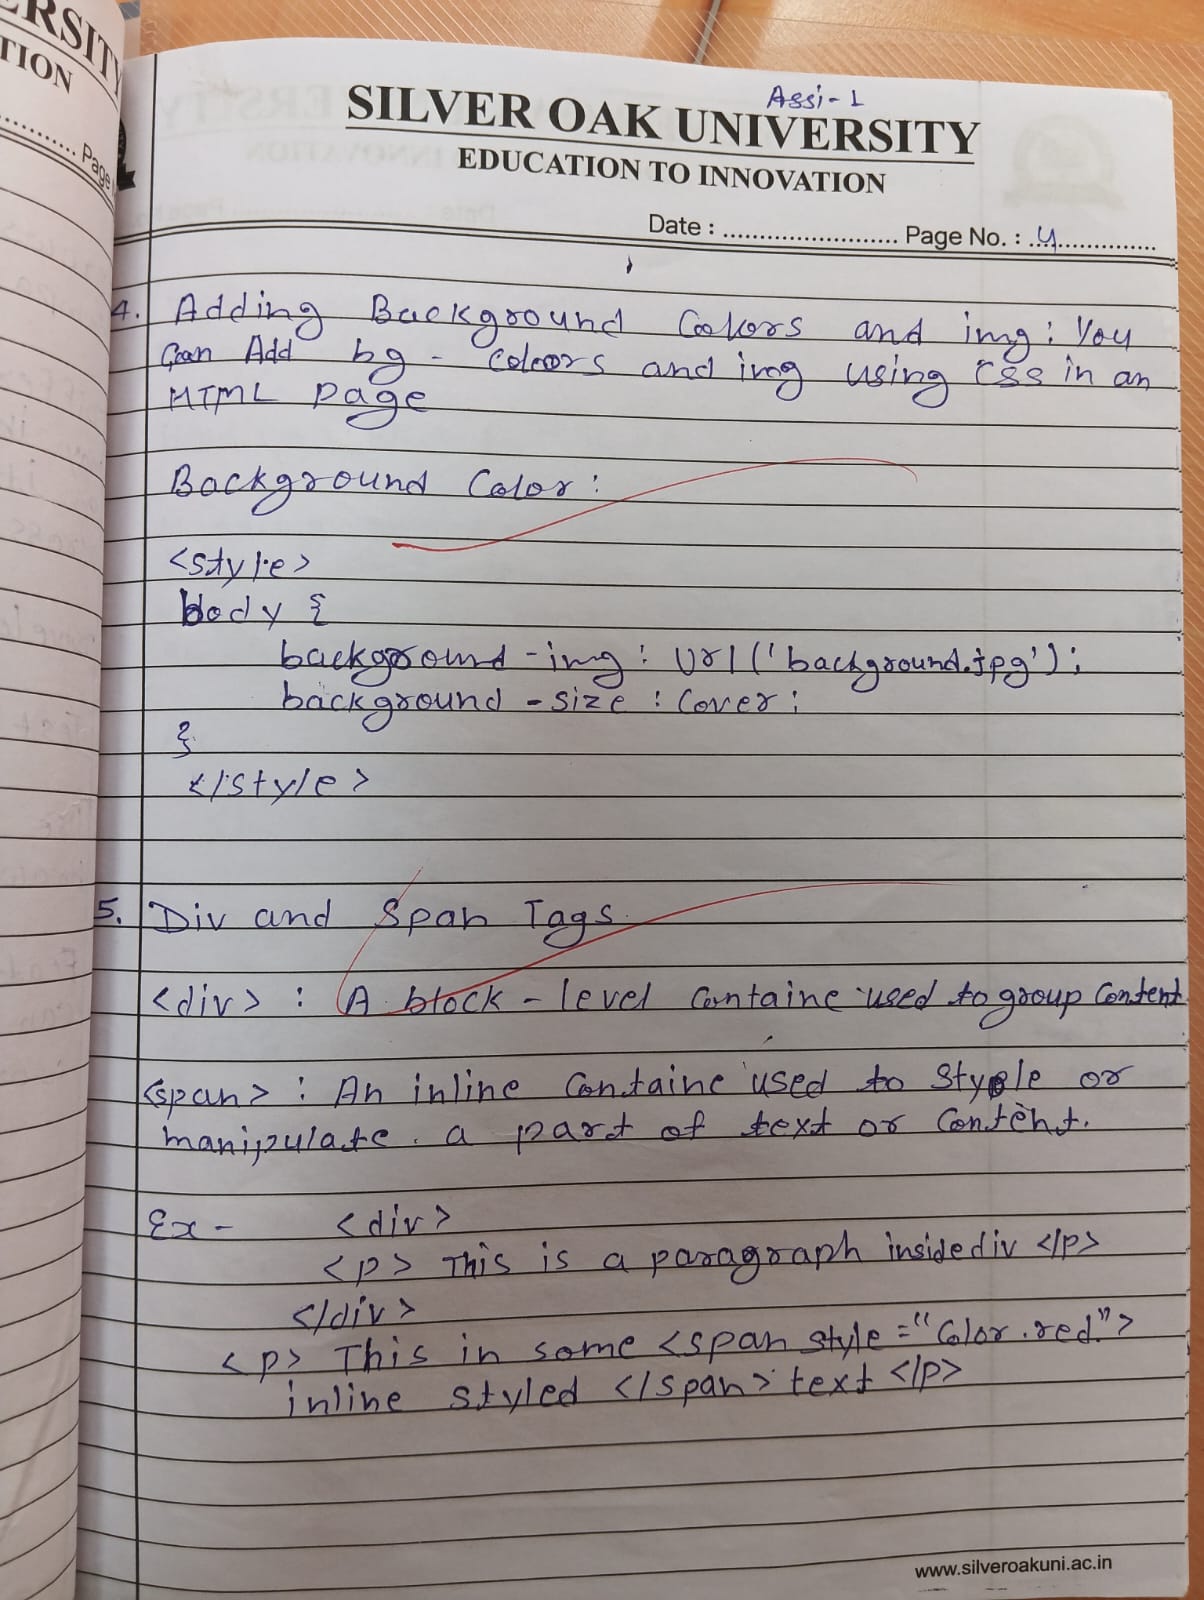 ERSITY
TION
Page
Assi-1
SILVER OAK UNIVERSITY
EDUCATION TO INNOVATION
Date : ........................ Page No. : 4..............
4. Adding Background Colors and img : You
Can Add bg - Colors and img using CSS in an
HTML page
Background Color :
<style>
body {
background-img : url('background.jpg');
background-size : Cover;
}
</style>
5. Div and Span Tags
<div> : A block-level Containe used to group Content
<span> : An inline Containe used to Style or
manipulate. a part of text or Content.
Ex - <div>
<p> This is a paragraph inside div </p>
</div>
<p> This in some <span style="Color.red.">
inline styled </span> text </p>
www.silveroakuni.ac.in